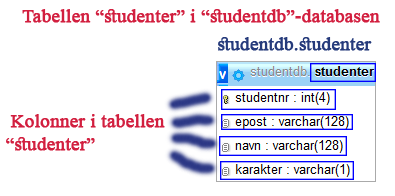 Tabellen “studenter” i “studentdb”-databasen
studentdb.studenter
v studentdb studenter
studentnr : int(4)
epost : varchar(128)
navn : varchar(128)
karakter : varchar(1)
Kolonner i tabellen
“studenter”